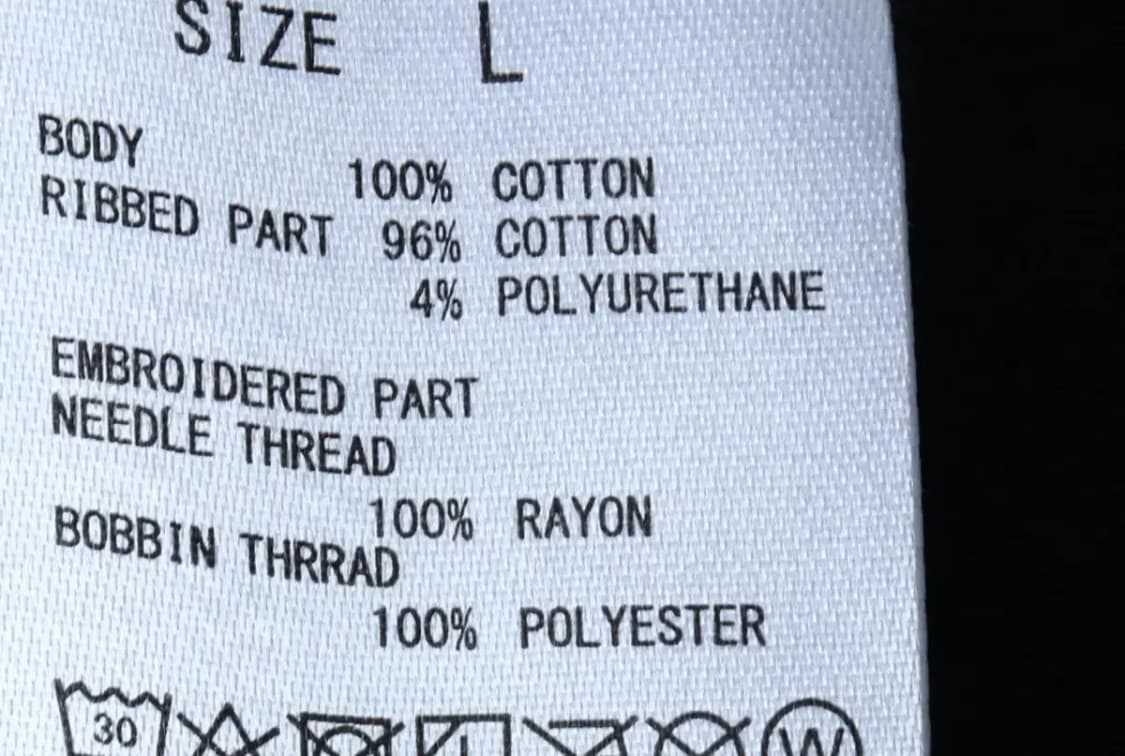 SIZE L
BODY
100% COTTON
RIBBED PART 96% COTTON
4% POLYURETHANE
EMBROIDERED PART
NEEDLE THREAD
100% RAYON
BOBBIN THRRAD
100% POLYESTER
30 W